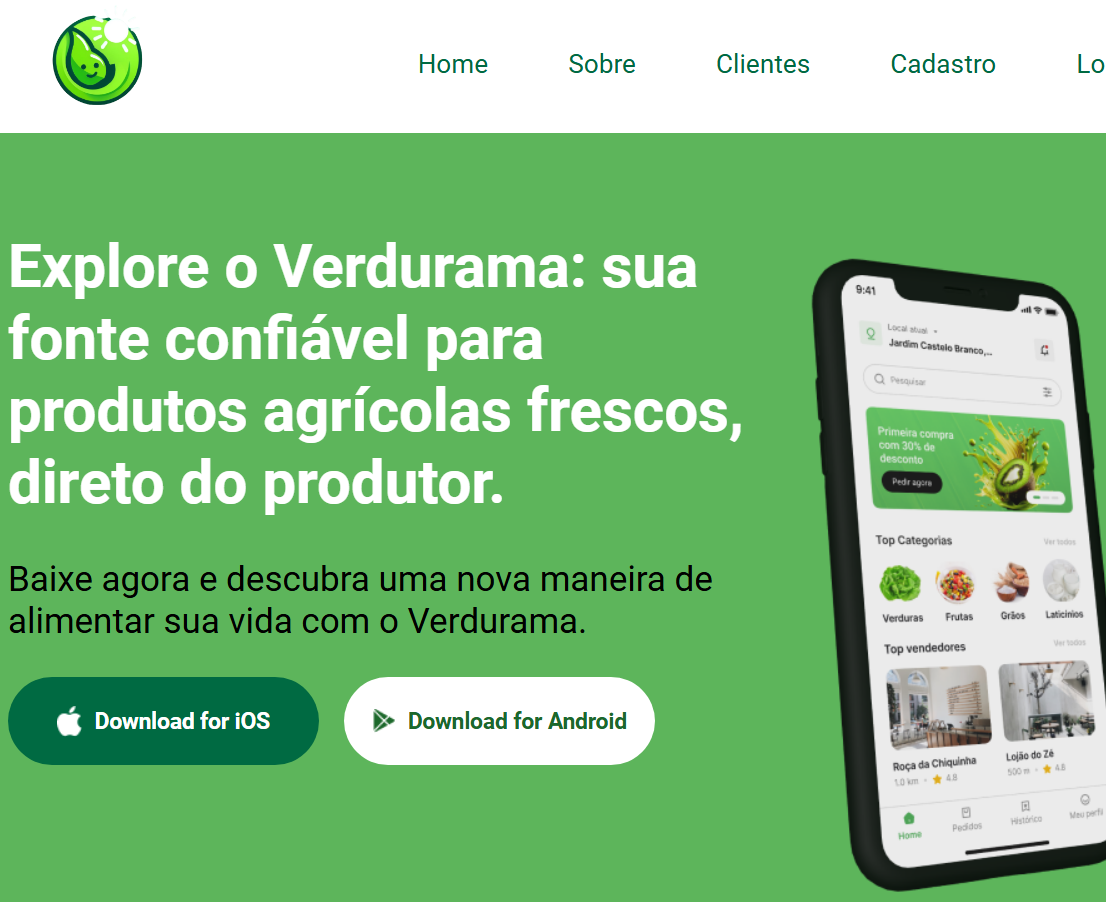 Home
Sobre
Clientes
Cadastro
Lo
Explore o Verdurama: sua
fonte confiável para
produtos agrícolas frescos,
direto do produtor.
Baixe agora e descubra uma nova maneira de
alimentar sua vida com o Verdurama.
Download for iOS
Download for Android
9:41
Local atual
Jardim Castelo Branco,...
Pesquisar
Primeira compra
com 30% de
desconto
Pedir agora
Top Categorias
Ver todos
Verduras
Frutas
Grãos
Laticínios
Top vendedores
Ver todos
Roça da Chiquinha
1.0 km
4.8
Lojão do Zé
500 m
4.8
Home
Pedidos
Histórico
Meu perfil